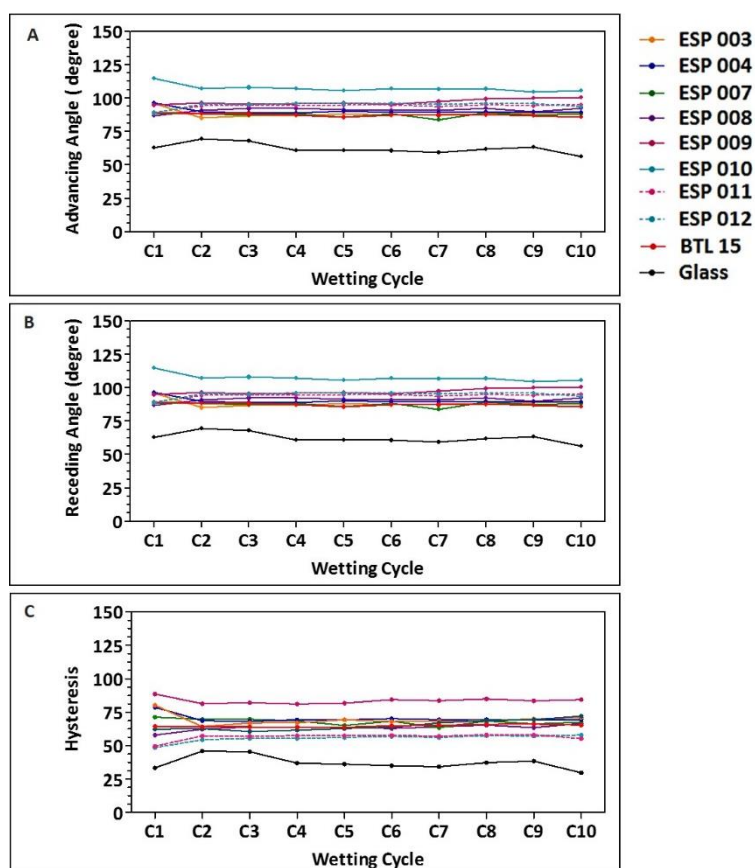 A
Advancing Angle ( degree)
150
125
100
75
50
25
0
C1 C2 C3 C4 C5 C6 C7 C8 C9 C10
Wetting Cycle
ESP 003
ESP 004
ESP 007
ESP 008
ESP 009
ESP 010
ESP 011
ESP 012
BTL 15
Glass
B
Receding Angle (degree)
150
125
100
75
50
25
0
C1 C2 C3 C4 C5 C6 C7 C8 C9 C10
Wetting Cycle
C
Hysteresis
150
125
100
75
50
25
0
C1 C2 C3 C4 C5 C6 C7 C8 C9 C10
Wetting Cycle